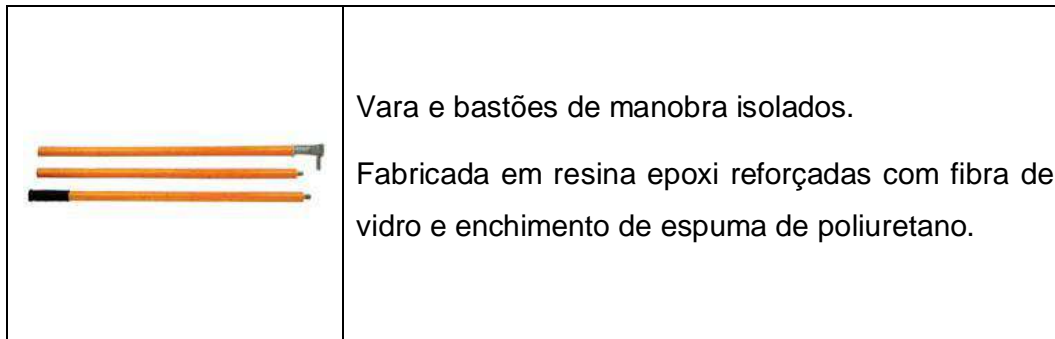 Vara e bastões de manobra isolados.
Fabricada em resina epoxi reforçadas com fibra de
vidro e enchimento de espuma de poliuretano.